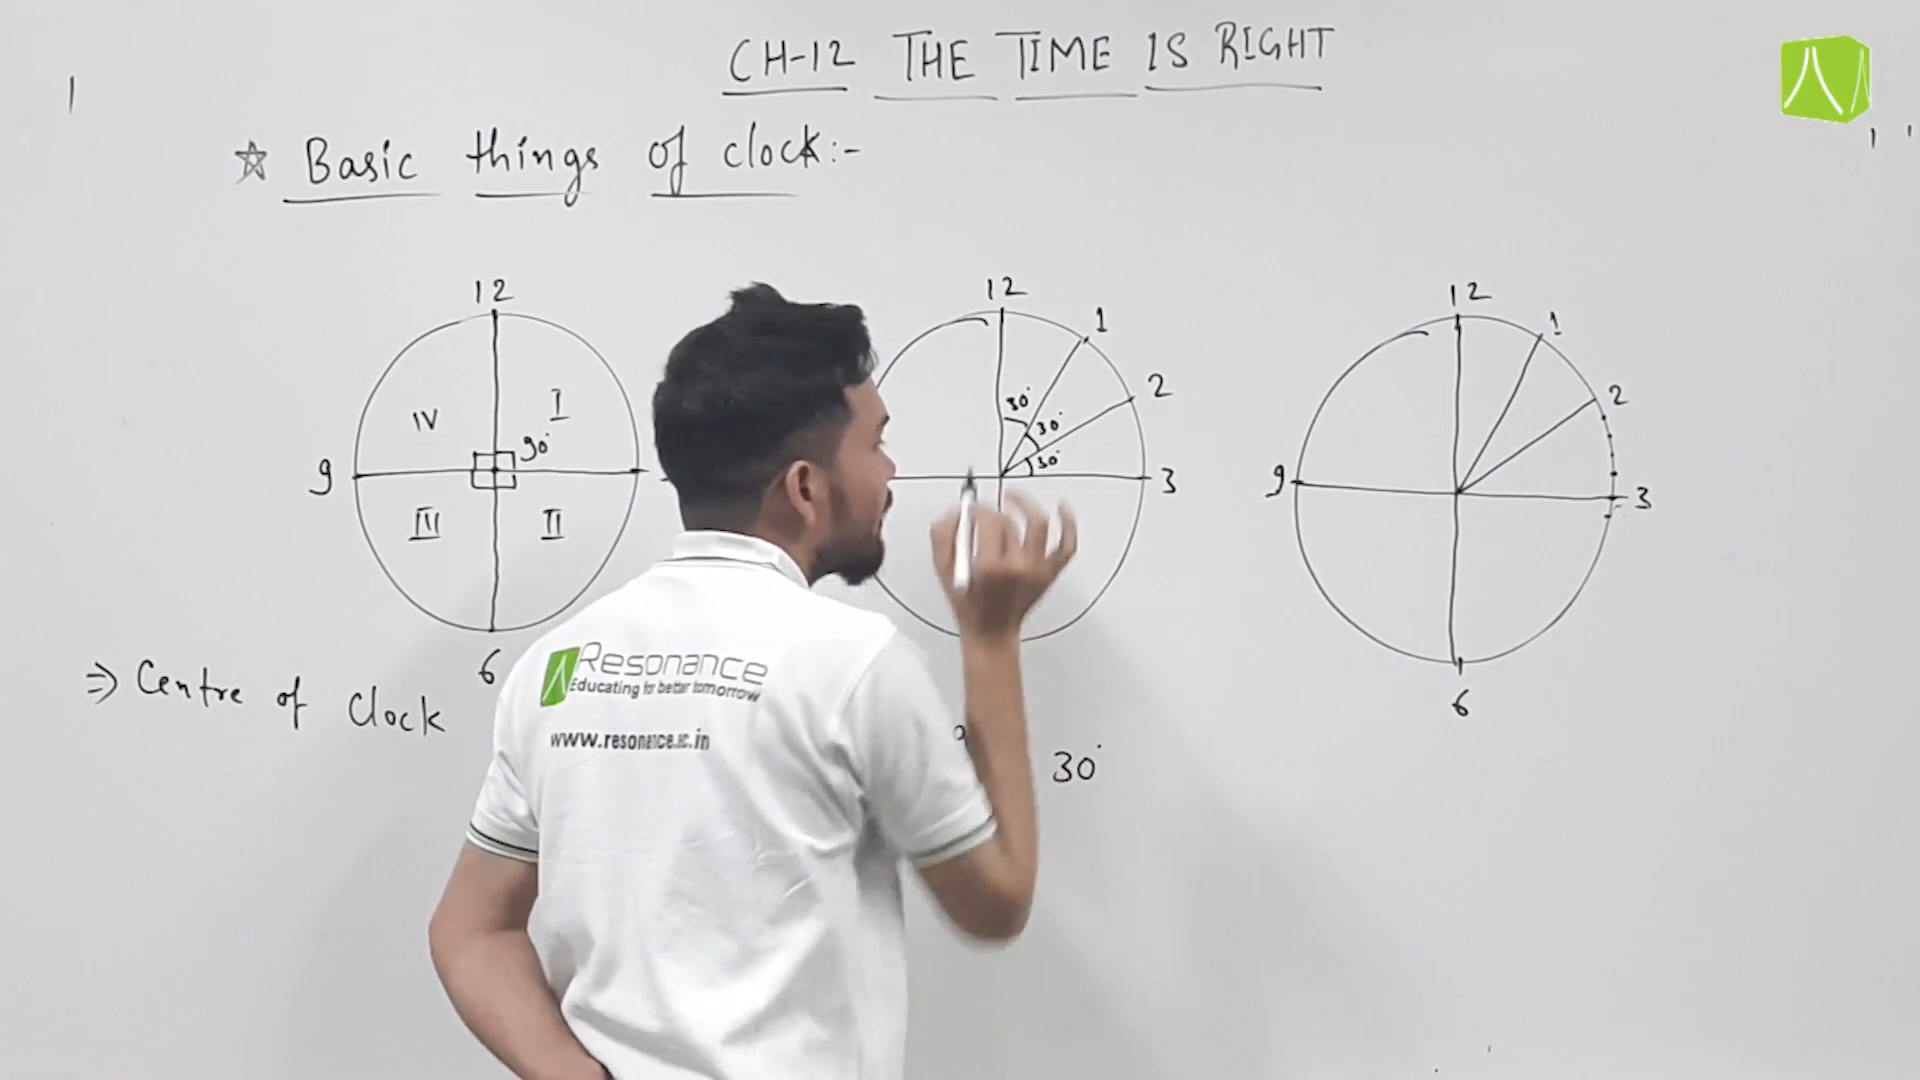 CH-12 THE TIME IS RIGHT
☆ Basic things of clock:-
12
IV I
90°
9
III II
6
12
1
2
30°
30°
30°
3
12
1
2
9
3
6
⇒ Centre of Clock
30°
Resonance
Educating for better tomorrow
www.resonance.ac.in